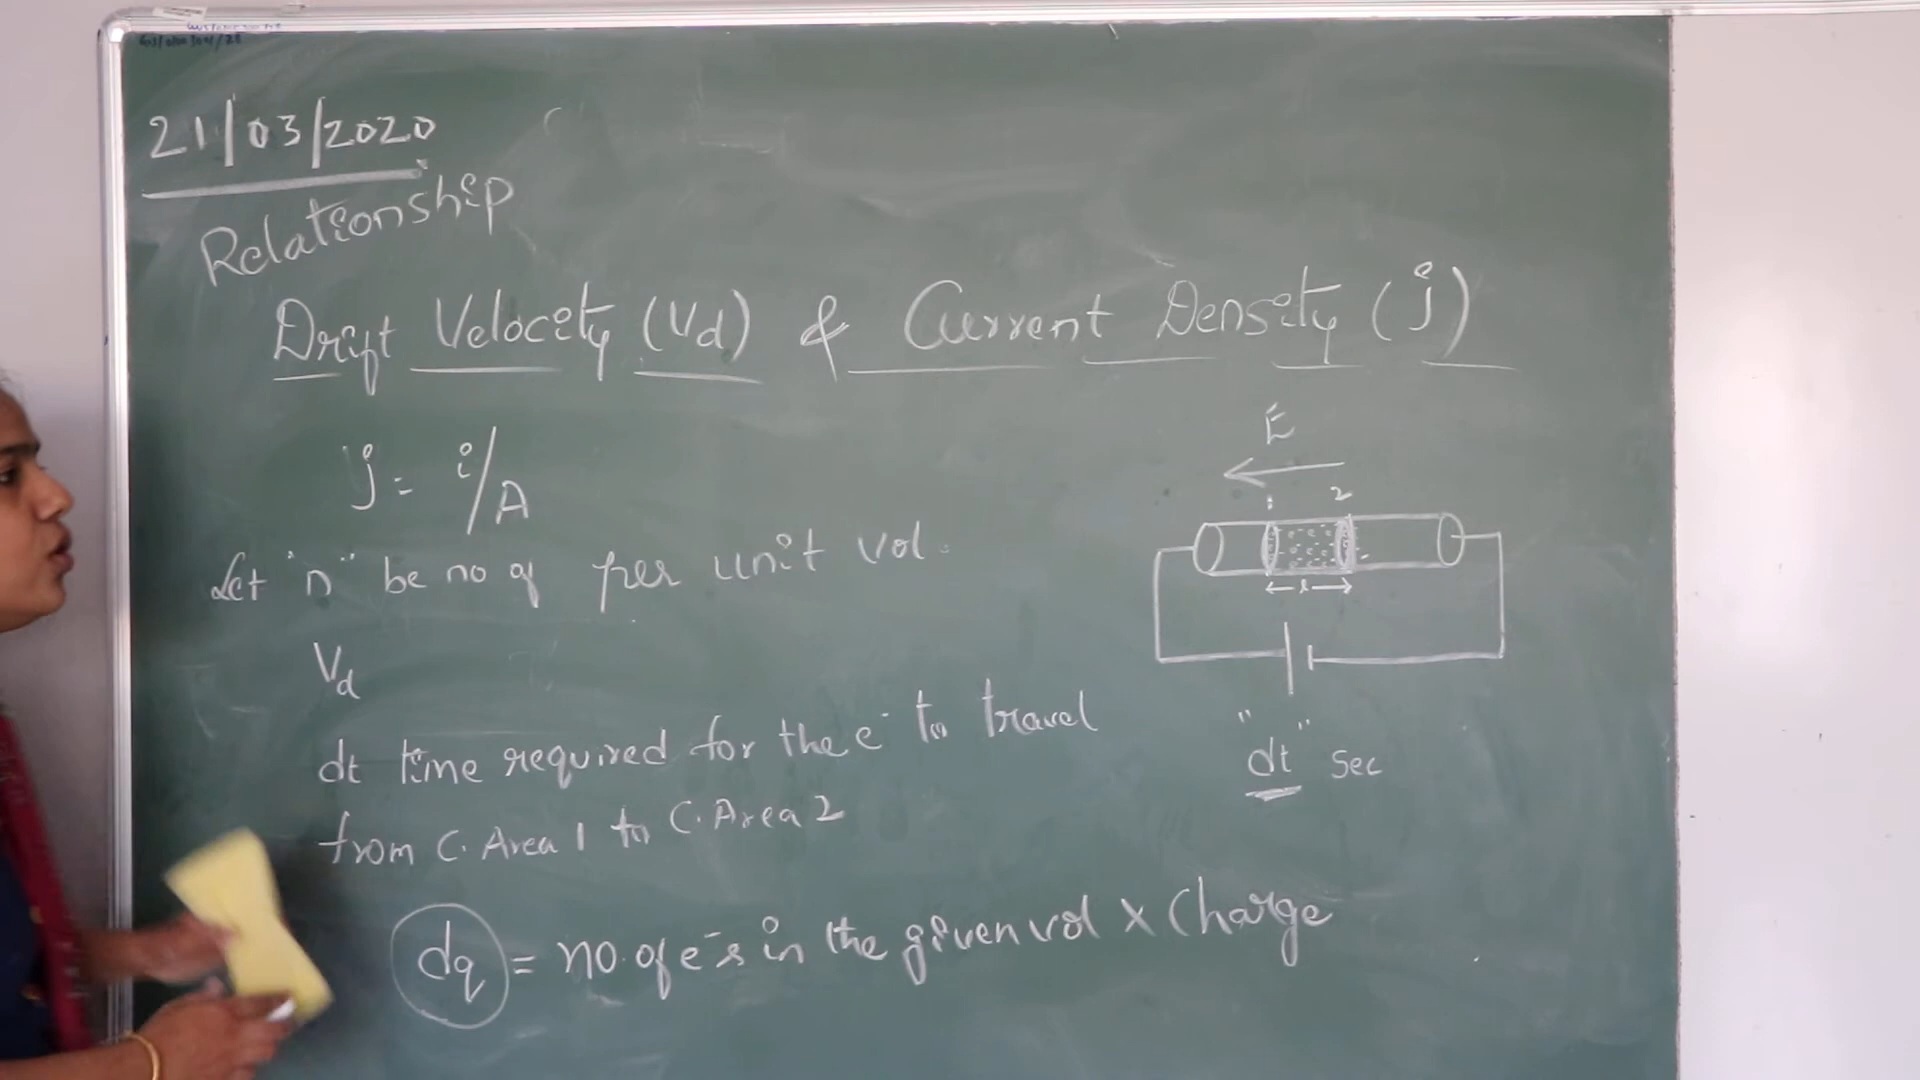 21/03/2020
Relationship
Drift Velocity (Vd) & Current Density (j)
j = i/A
Let "n" be no of per unit vol.
Vd
dt time required for the e⁻ to travel
from C. Area 1 to C. Area 2
dq = no. of e⁻s in the given vol x Charge
E
1 2
l
"dt" sec